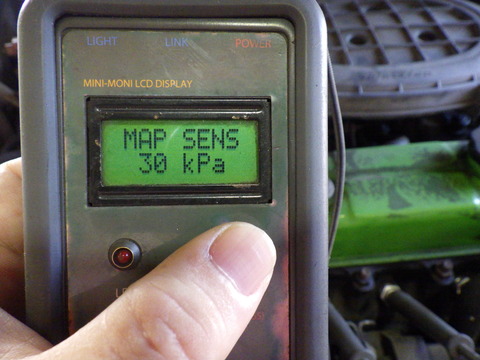 LIGHT LINK POWER
MINI-MONI LCD DISPLAY
MAP SENS
30 kPa